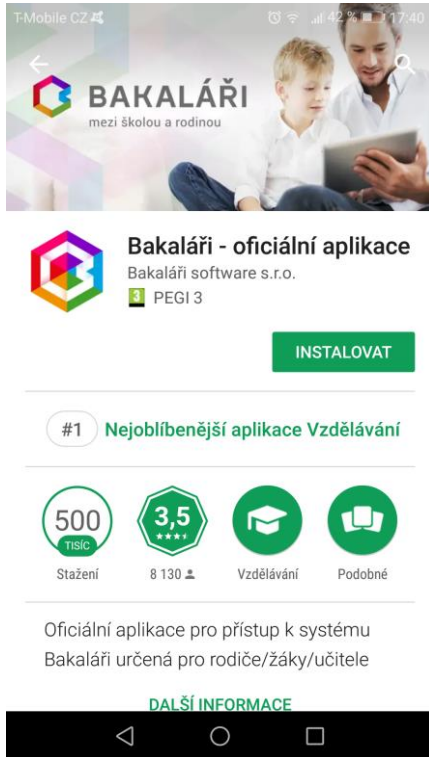 T-Mobile CZ
42 % 17:40
BAKALÁŘI
mezi školou a rodinou
Bakaláři - oficiální aplikace
Bakaláři software s.r.o.
3 PEGI 3
INSTALOVAT
#1 Nejoblíbenější aplikace Vzdělávání
500
TISÍC
Stažení
3,5
8 130
Vzdělávání
Podobné
Oficiální aplikace pro přístup k systému
Bakaláři určená pro rodiče/žáky/učitele
DALŠÍ INFORMACE